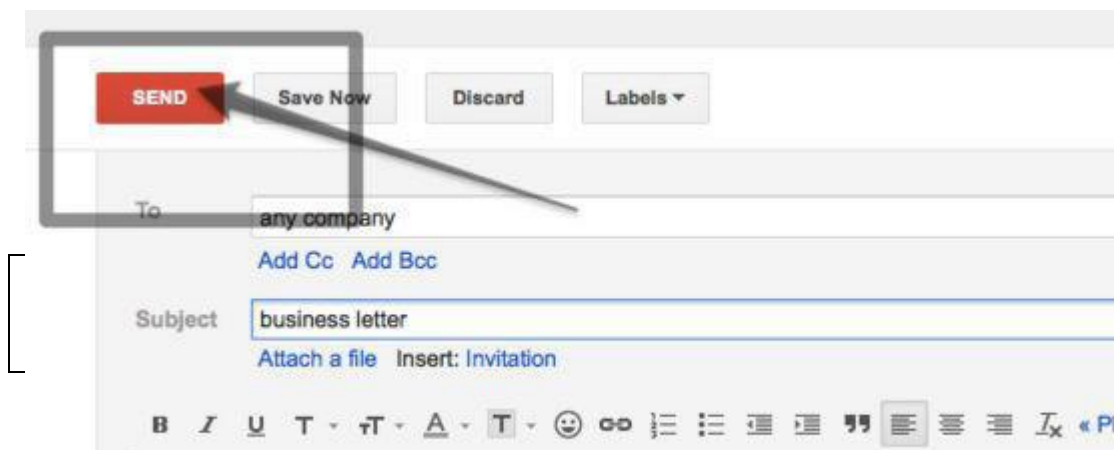 SEND Save Now Discard Labels
To any company
Add Cc Add Bcc
Subject business letter
Attach a file Insert: Invitation
B I U T T A T T « Pl